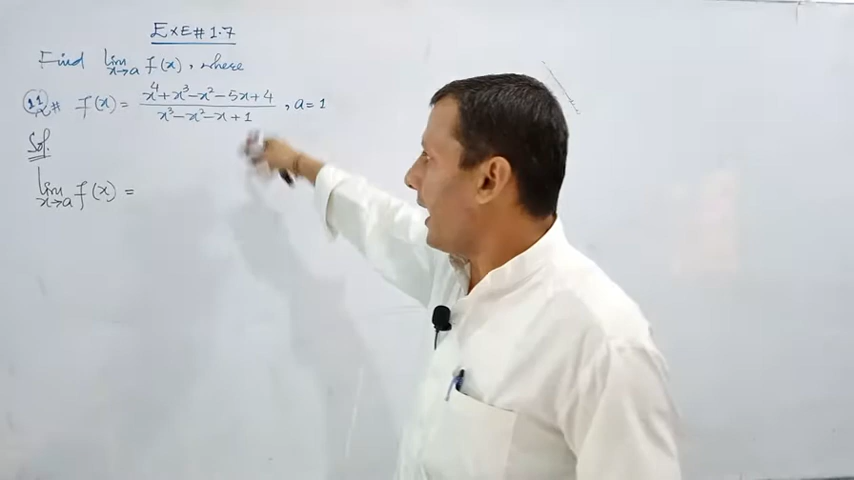 EXE# 1.7
Find lim x→a f(x), where
Q# 11 f(x) = x⁴+x³-x²-5x+4 / x³-x²-x+1 , a=1
Sol.
lim x→a f(x) =